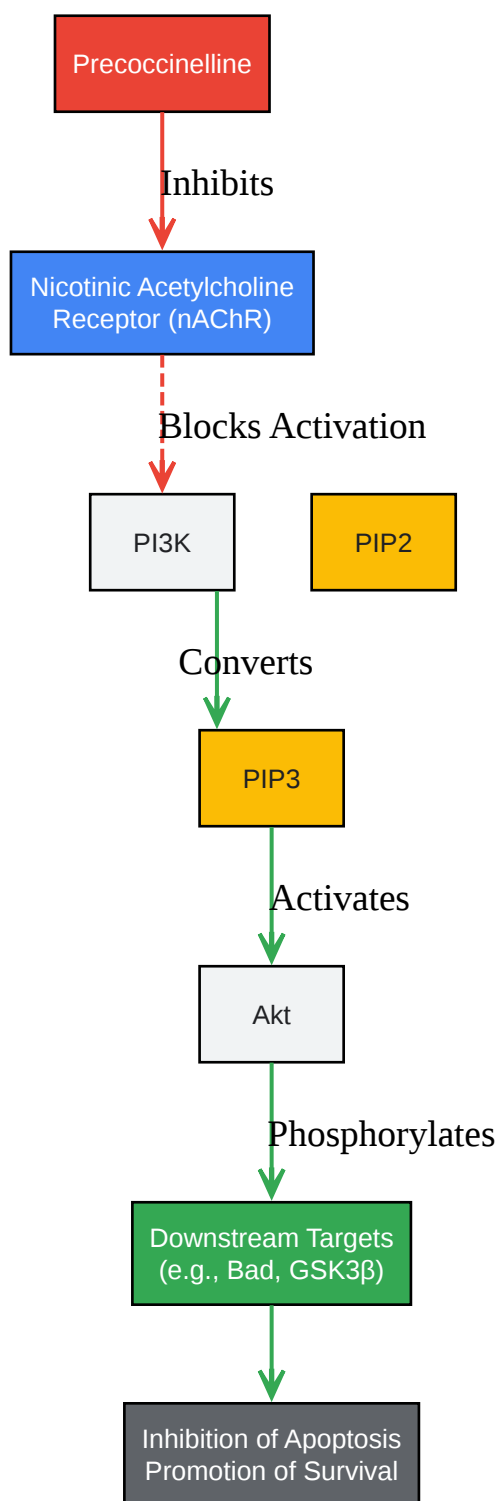 Precoccinelline
Inhibits
Nicotinic Acetylcholine
Receptor (nAChR)
Blocks Activation
PI3K
PIP2
Converts
PIP3
Activates
Akt
Phosphorylates
Downstream Targets
(e.g., Bad, GSK3β)
Inhibition of Apoptosis
Promotion of Survival